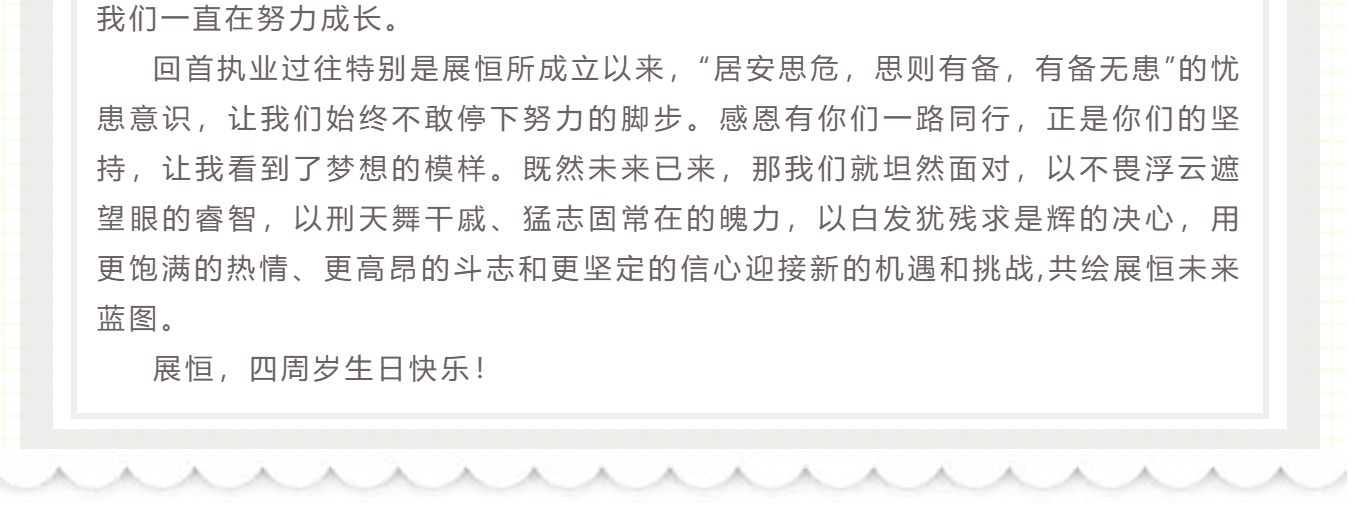 我们一直在努力成长。
回首执业过往特别是展恒所成立以来，“居安思危，思则有备，有备无患”的忧
患意识，让我们始终不敢停下努力的脚步。感恩有你们一路同行，正是你们的坚
持，让我看到了梦想的模样。既然未来已来，那我们就坦然面对，以不畏浮云遮
望眼的睿智，以刑天舞干戚、猛志固常在的魄力，以白发犹残求是辉的决心，用
更饱满的热情、更高昂的斗志和更坚定的信心迎接新的机遇和挑战,共绘展恒未来
蓝图。
展恒，四周岁生日快乐！